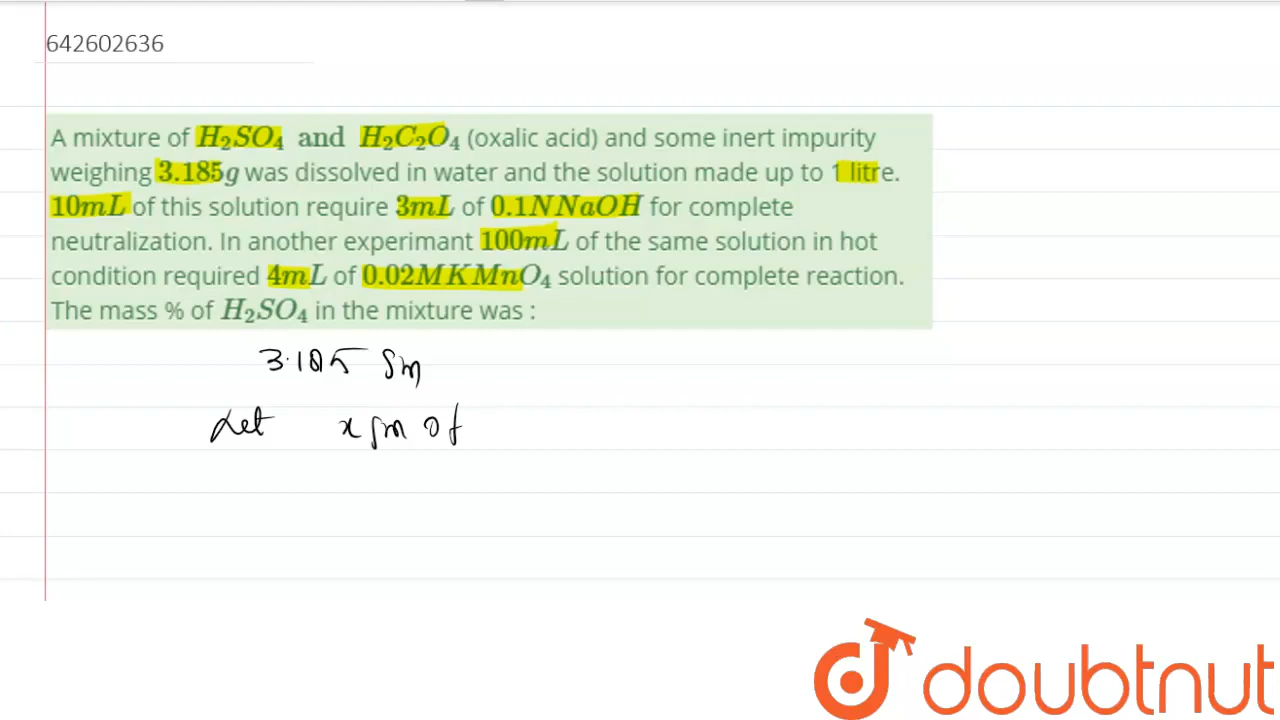 642602636
A mixture of H₂SO₄ and H₂C₂O₄ (oxalic acid) and some inert impurity
weighing 3.185g was dissolved in water and the solution made up to 1 litre.
10mL of this solution require 3mL of 0.1NNaOH for complete
neutralization. In another experimant 100mL of the same solution in hot
condition required 4mL of 0.02MKMnO₄ solution for complete reaction.
The mass % of H₂SO₄ in the mixture was :
3.185 gm
Let x gm of
doubtnut